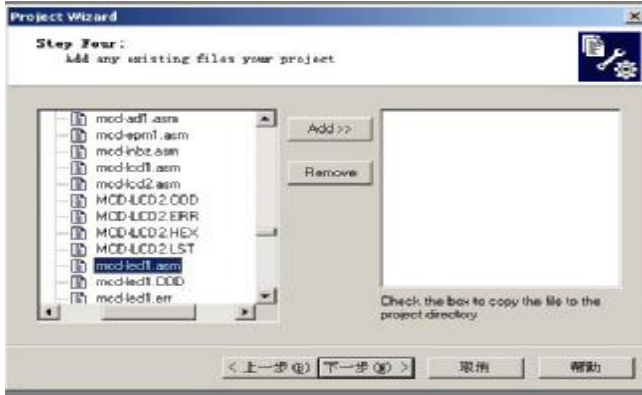 Project Wizard
Step Four:
Add any existing files your project
mcd-ad1.asm
mcd-epm1.asm
mcd-inbz.asm
mcd-lcd1.asm
mcd-lcd2.asm
MCD-LCD2.COD
MCD-LCD2.ERR
MCD-LCD2.HEX
MCD-LCD2.LST
mcd-led1.asm
mcd-led1.COD
mcd-led1.err
Add >>
Remove
Check the box to copy the file to the
project directory
< 上一步(B) 下一步(N) > 取消 帮助